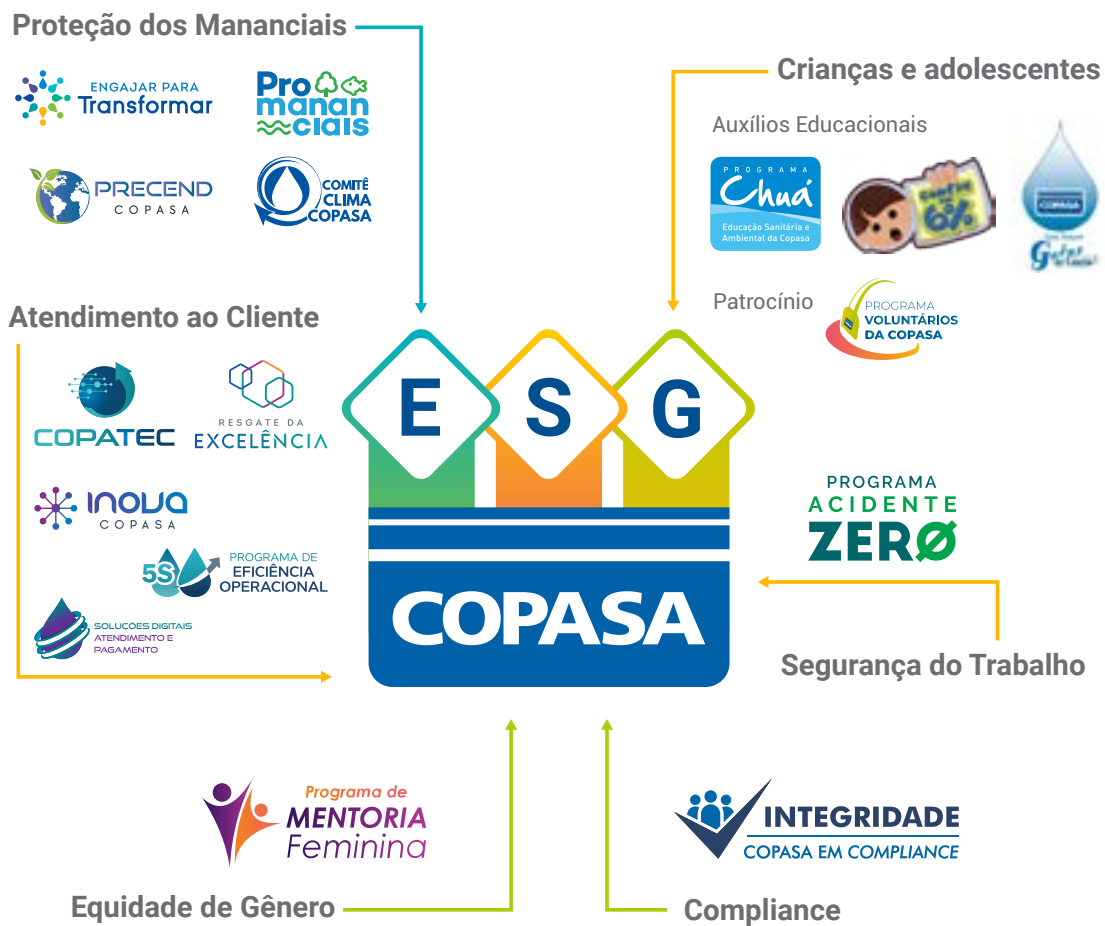 Proteção dos Mananciais
ENGAJAR PARA
Transformar
Pro
manan
ciais
PRECEND
COPASA
COMITÊ
CLIMA
COPASA
Crianças e adolescentes
Auxílios Educacionais
PROGRAMA
Chuá
Educação Sanitária e
Ambiental da Copasa
6%
COPASA
Patrocínio
PROGRAMA
VOLUNTÁRIOS
DA COPASA
Atendimento ao Cliente
COPATEC
RESGATE DA
EXCELÊNCIA
INOVA
COPASA
5S
PROGRAMA DE
EFICIÊNCIA
OPERACIONAL
SOLUCÕES DIGITAIS
ATENDIMENTO E
PAGAMENTO
E S G
COPASA
PROGRAMA
ACIDENTE
ZERØ
Segurança do Trabalho
Programa de
MENTORIA
Feminina
Equidade de Gênero
INTEGRIDADE
COPASA EM COMPLIANCE
Compliance